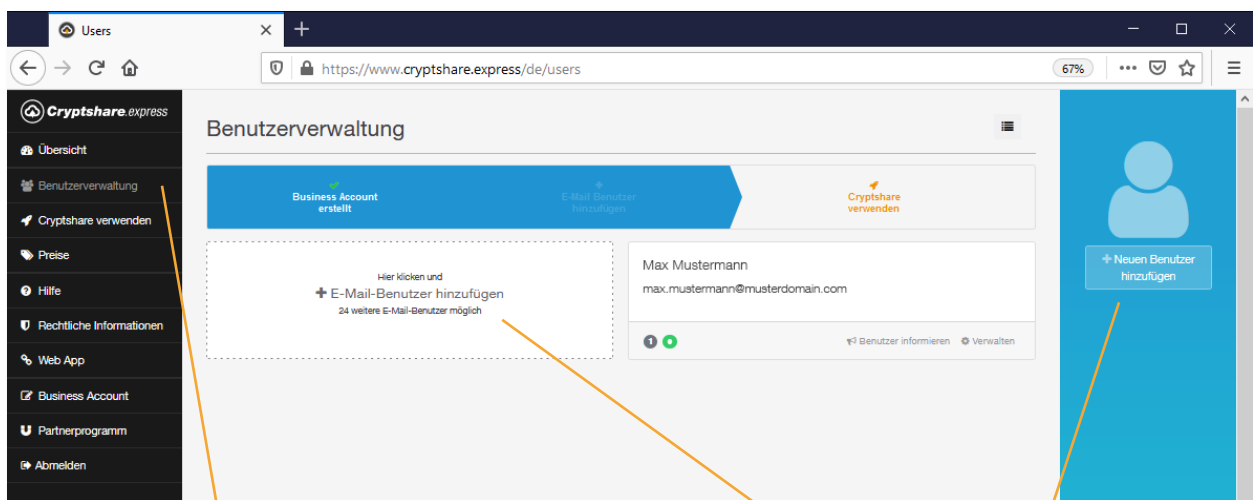 Users
https://www.cryptshare.express/de/users
67%
Cryptshare.express
Übersicht
Benutzerverwaltung
Cryptshare verwenden
Preise
Hilfe
Rechtliche Informationen
Web App
Business Account
Partnerprogramm
Abmelden
Benutzerverwaltung
Business Account
erstellt
E-Mail Benutzer
hinzufügen
Cryptshare
verwenden
Hier klicken und
+ E-Mail-Benutzer hinzufügen
24 weitere E-Mail-Benutzer möglich
Max Mustermann
max.mustermann@musterdomain.com
1
Benutzer informieren
Verwalten
+ Neuen Benutzer
hinzufügen